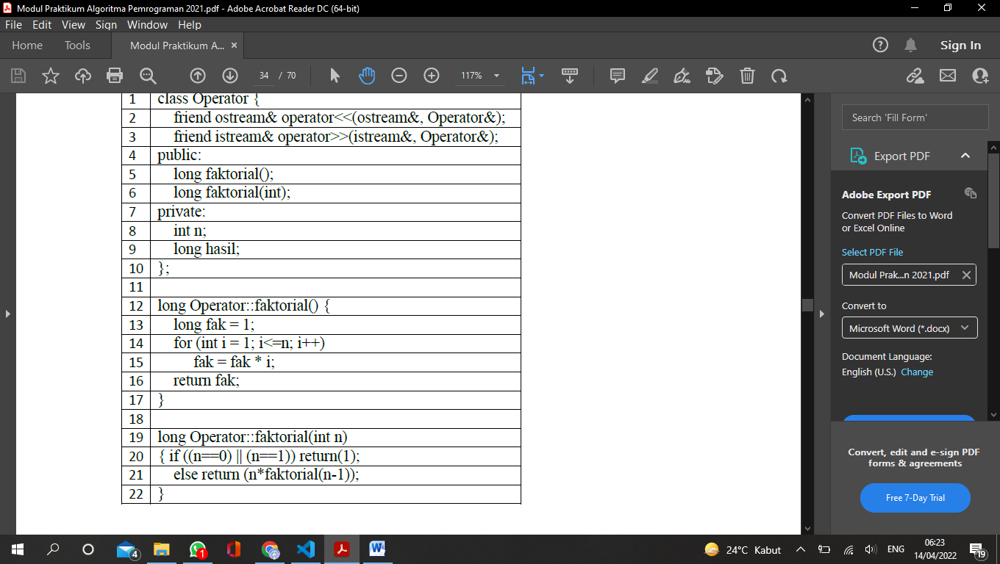 Modul Praktikum Algoritma Pemrograman 2021.pdf - Adobe Acrobat Reader DC (64-bit)
File Edit View Sign Window Help
Home Tools Modul Praktikum A... × Sign In
34 / 70 117%
1 class Operator {
2 friend ostream& operator<<(ostream&, Operator&);
3 friend istream& operator>>(istream&, Operator&);
4 public:
5 long faktorial();
6 long faktorial(int);
7 private:
8 int n;
9 long hasil;
10 };
11
12 long Operator::faktorial() {
13 long fak = 1;
14 for (int i = 1; i<=n; i++)
15 fak = fak * i;
16 return fak;
17 }
18
19 long Operator::faktorial(int n)
20 { if ((n==0) || (n==1)) return(1);
21 else return (n*faktorial(n-1));
22 }
Search 'Fill Form'
Export PDF
Adobe Export PDF
Convert PDF Files to Word
or Excel Online
Select PDF File
Modul Prak...n 2021.pdf
Convert to
Microsoft Word (*.docx)
Document Language:
English (U.S.) Change
Convert, edit and e-sign PDF
forms & agreements
Free 7-Day Trial
4 1 24°C Kabut ENG 06:23
14/04/2022 19